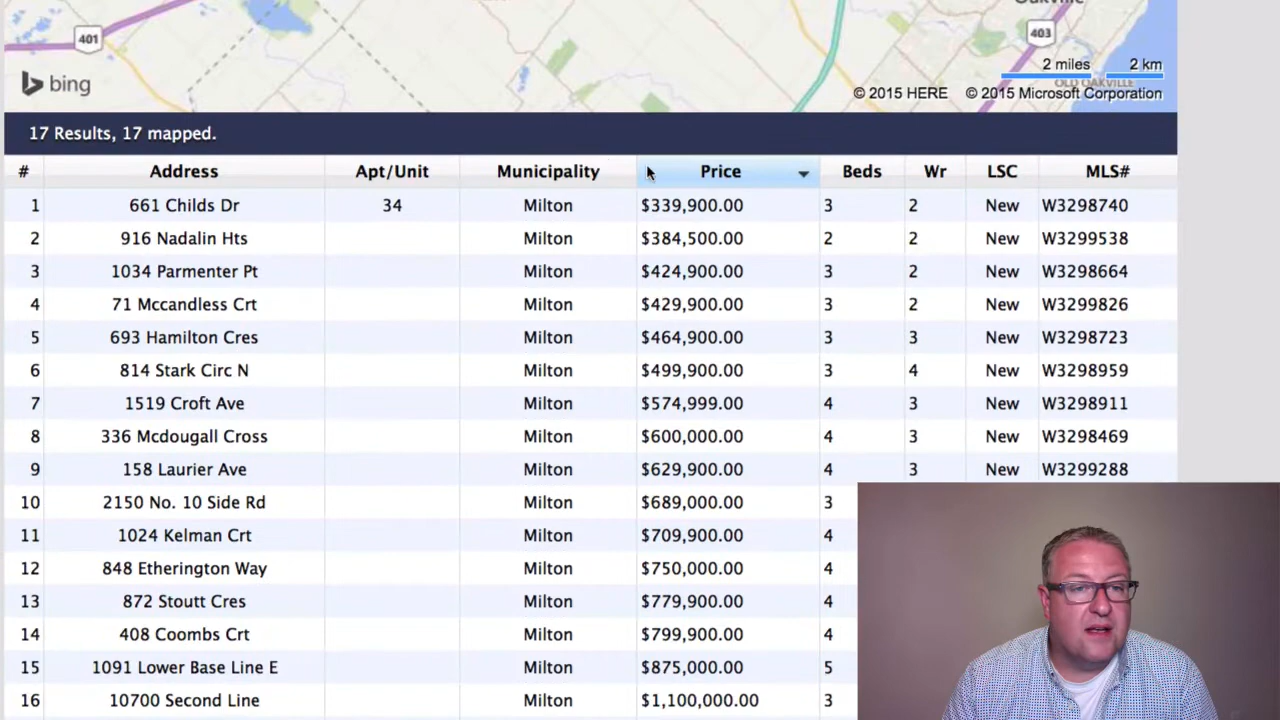 Oakville
401
403
2 miles 2 km
bing
OLD OAKVILLE
© 2015 HERE © 2015 Microsoft Corporation
17 Results, 17 mapped.
# Address Apt/Unit Municipality Price Beds Wr LSC MLS#
1 661 Childs Dr 34 Milton $339,900.00 3 2 New W3298740
2 916 Nadalin Hts Milton $384,500.00 2 2 New W3299538
3 1034 Parmenter Pt Milton $424,900.00 3 2 New W3298664
4 71 Mccandless Crt Milton $429,900.00 3 2 New W3299826
5 693 Hamilton Cres Milton $464,900.00 3 3 New W3298723
6 814 Stark Circ N Milton $499,900.00 3 4 New W3298959
7 1519 Croft Ave Milton $574,999.00 4 3 New W3298911
8 336 Mcdougall Cross Milton $600,000.00 4 3 New W3298469
9 158 Laurier Ave Milton $629,900.00 4 3 New W3299288
10 2150 No. 10 Side Rd Milton $689,000.00 3
11 1024 Kelman Crt Milton $709,900.00 4
12 848 Etherington Way Milton $750,000.00 4
13 872 Stoutt Cres Milton $779,900.00 4
14 408 Coombs Crt Milton $799,900.00 4
15 1091 Lower Base Line E Milton $875,000.00 5
16 10700 Second Line Milton $1,100,000.00 3